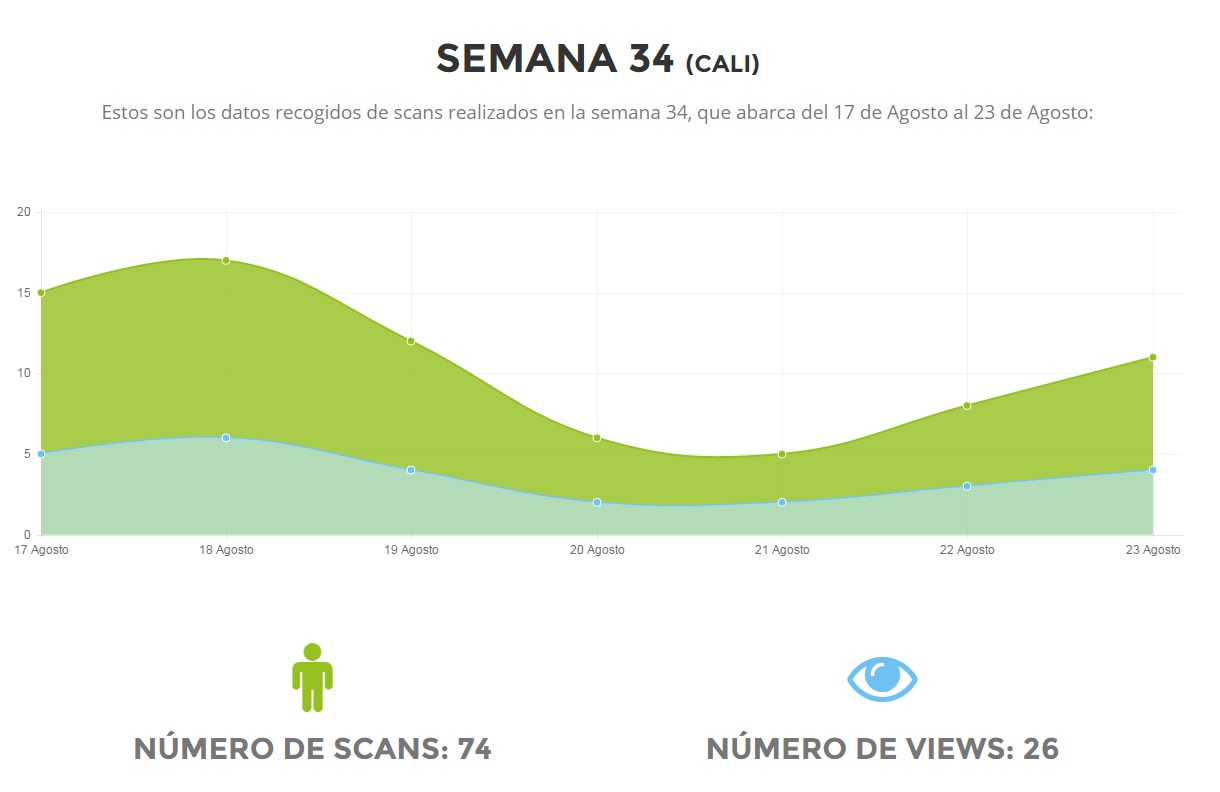 SEMANA 34 (CALI)
Estos son los datos recogidos de scans realizados en la semana 34, que abarca del 17 de Agosto al 23 de Agosto:
20
15
10
5
0
17 Agosto 18 Agosto 19 Agosto 20 Agosto 21 Agosto 22 Agosto 23 Agosto
NÚMERO DE SCANS: 74 NÚMERO DE VIEWS: 26